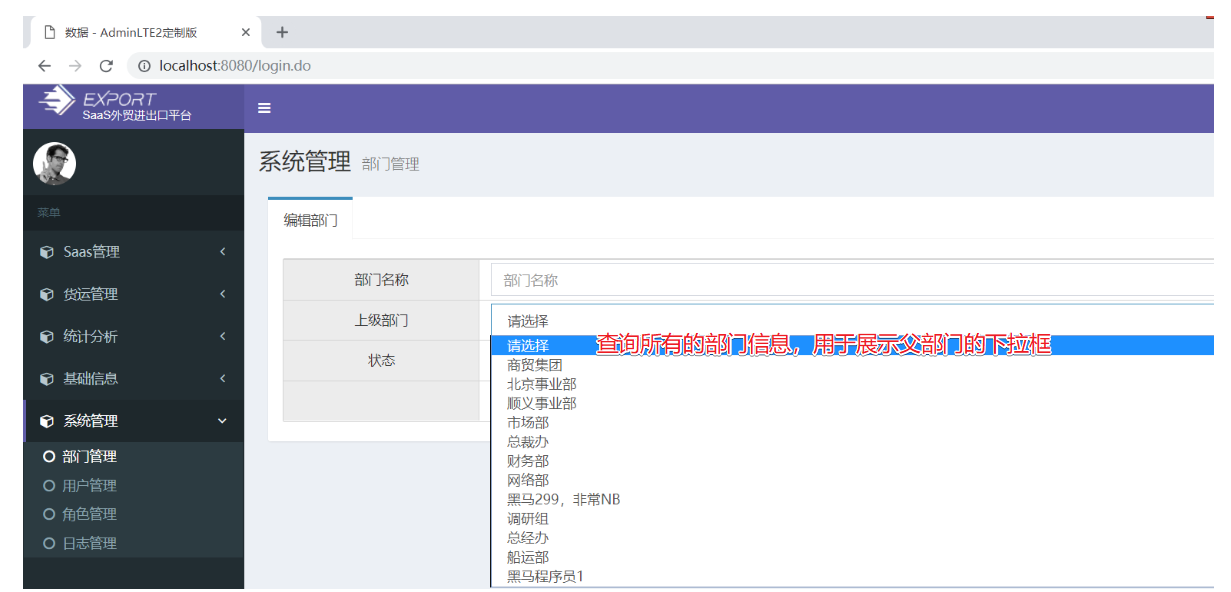 数据 - AdminLTE2定制版
localhost:8080/login.do
EXPORT
SaaS外贸进出口平台
系统管理 部门管理
菜单
编辑部门
Saas管理
货运管理
统计分析
基础信息
系统管理
部门管理
用户管理
角色管理
日志管理
部门名称 部门名称
上级部门 请选择
状态
请选择 查询所有的部门信息，用于展示父部门的下拉框
商贸集团
北京事业部
顺义事业部
市场部
总裁办
财务部
网络部
黑马299，非常NB
调研组
总经办
船运部
黑马程序员1